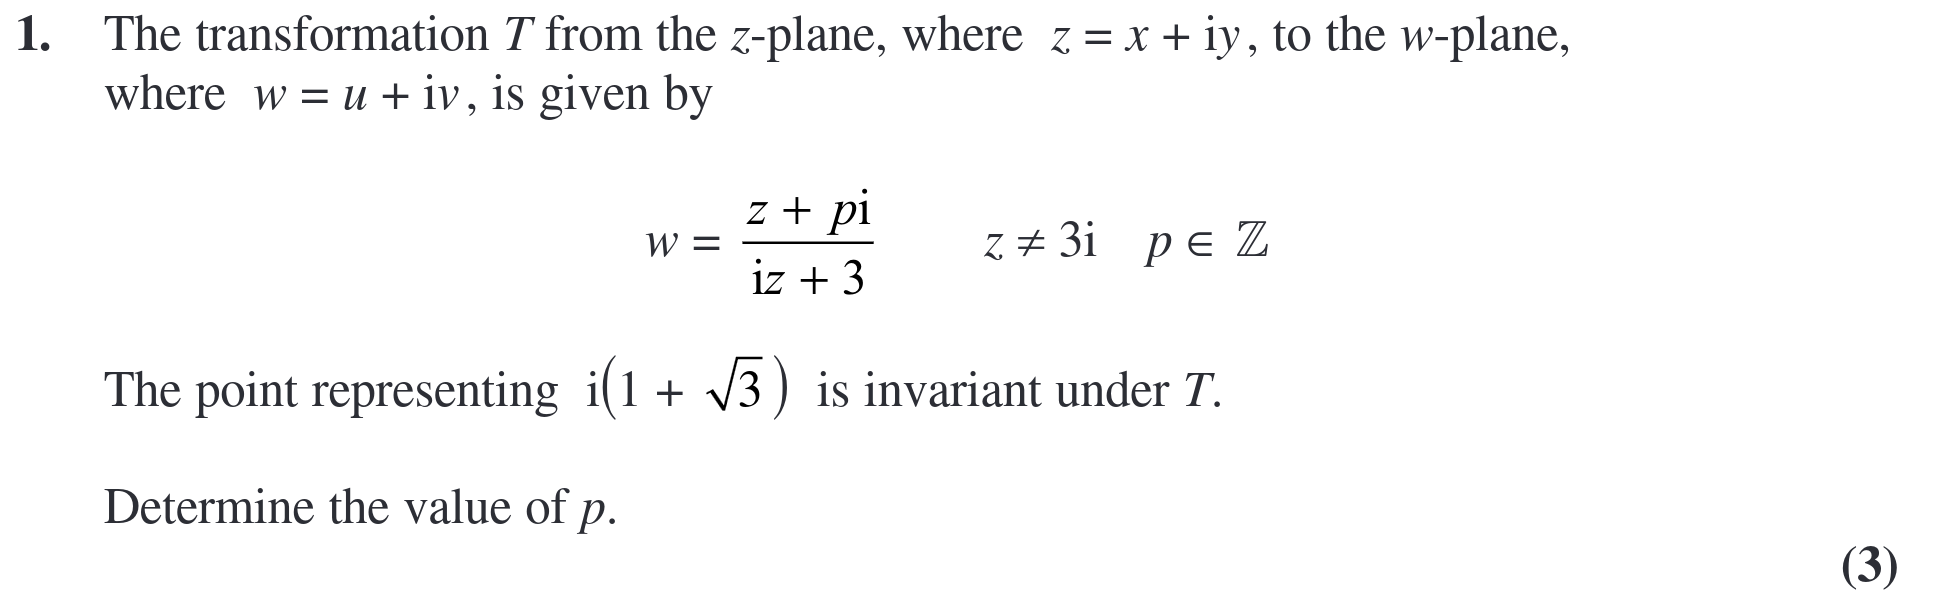 1. The transformation T from the z-plane, where z = x + iy, to the w-plane,
where w = u + iv, is given by
w = \frac{z + pi}{iz + 3} z ≠ 3i p ∈ ℤ
The point representing i(1 + √3) is invariant under T.
Determine the value of p.
(3)